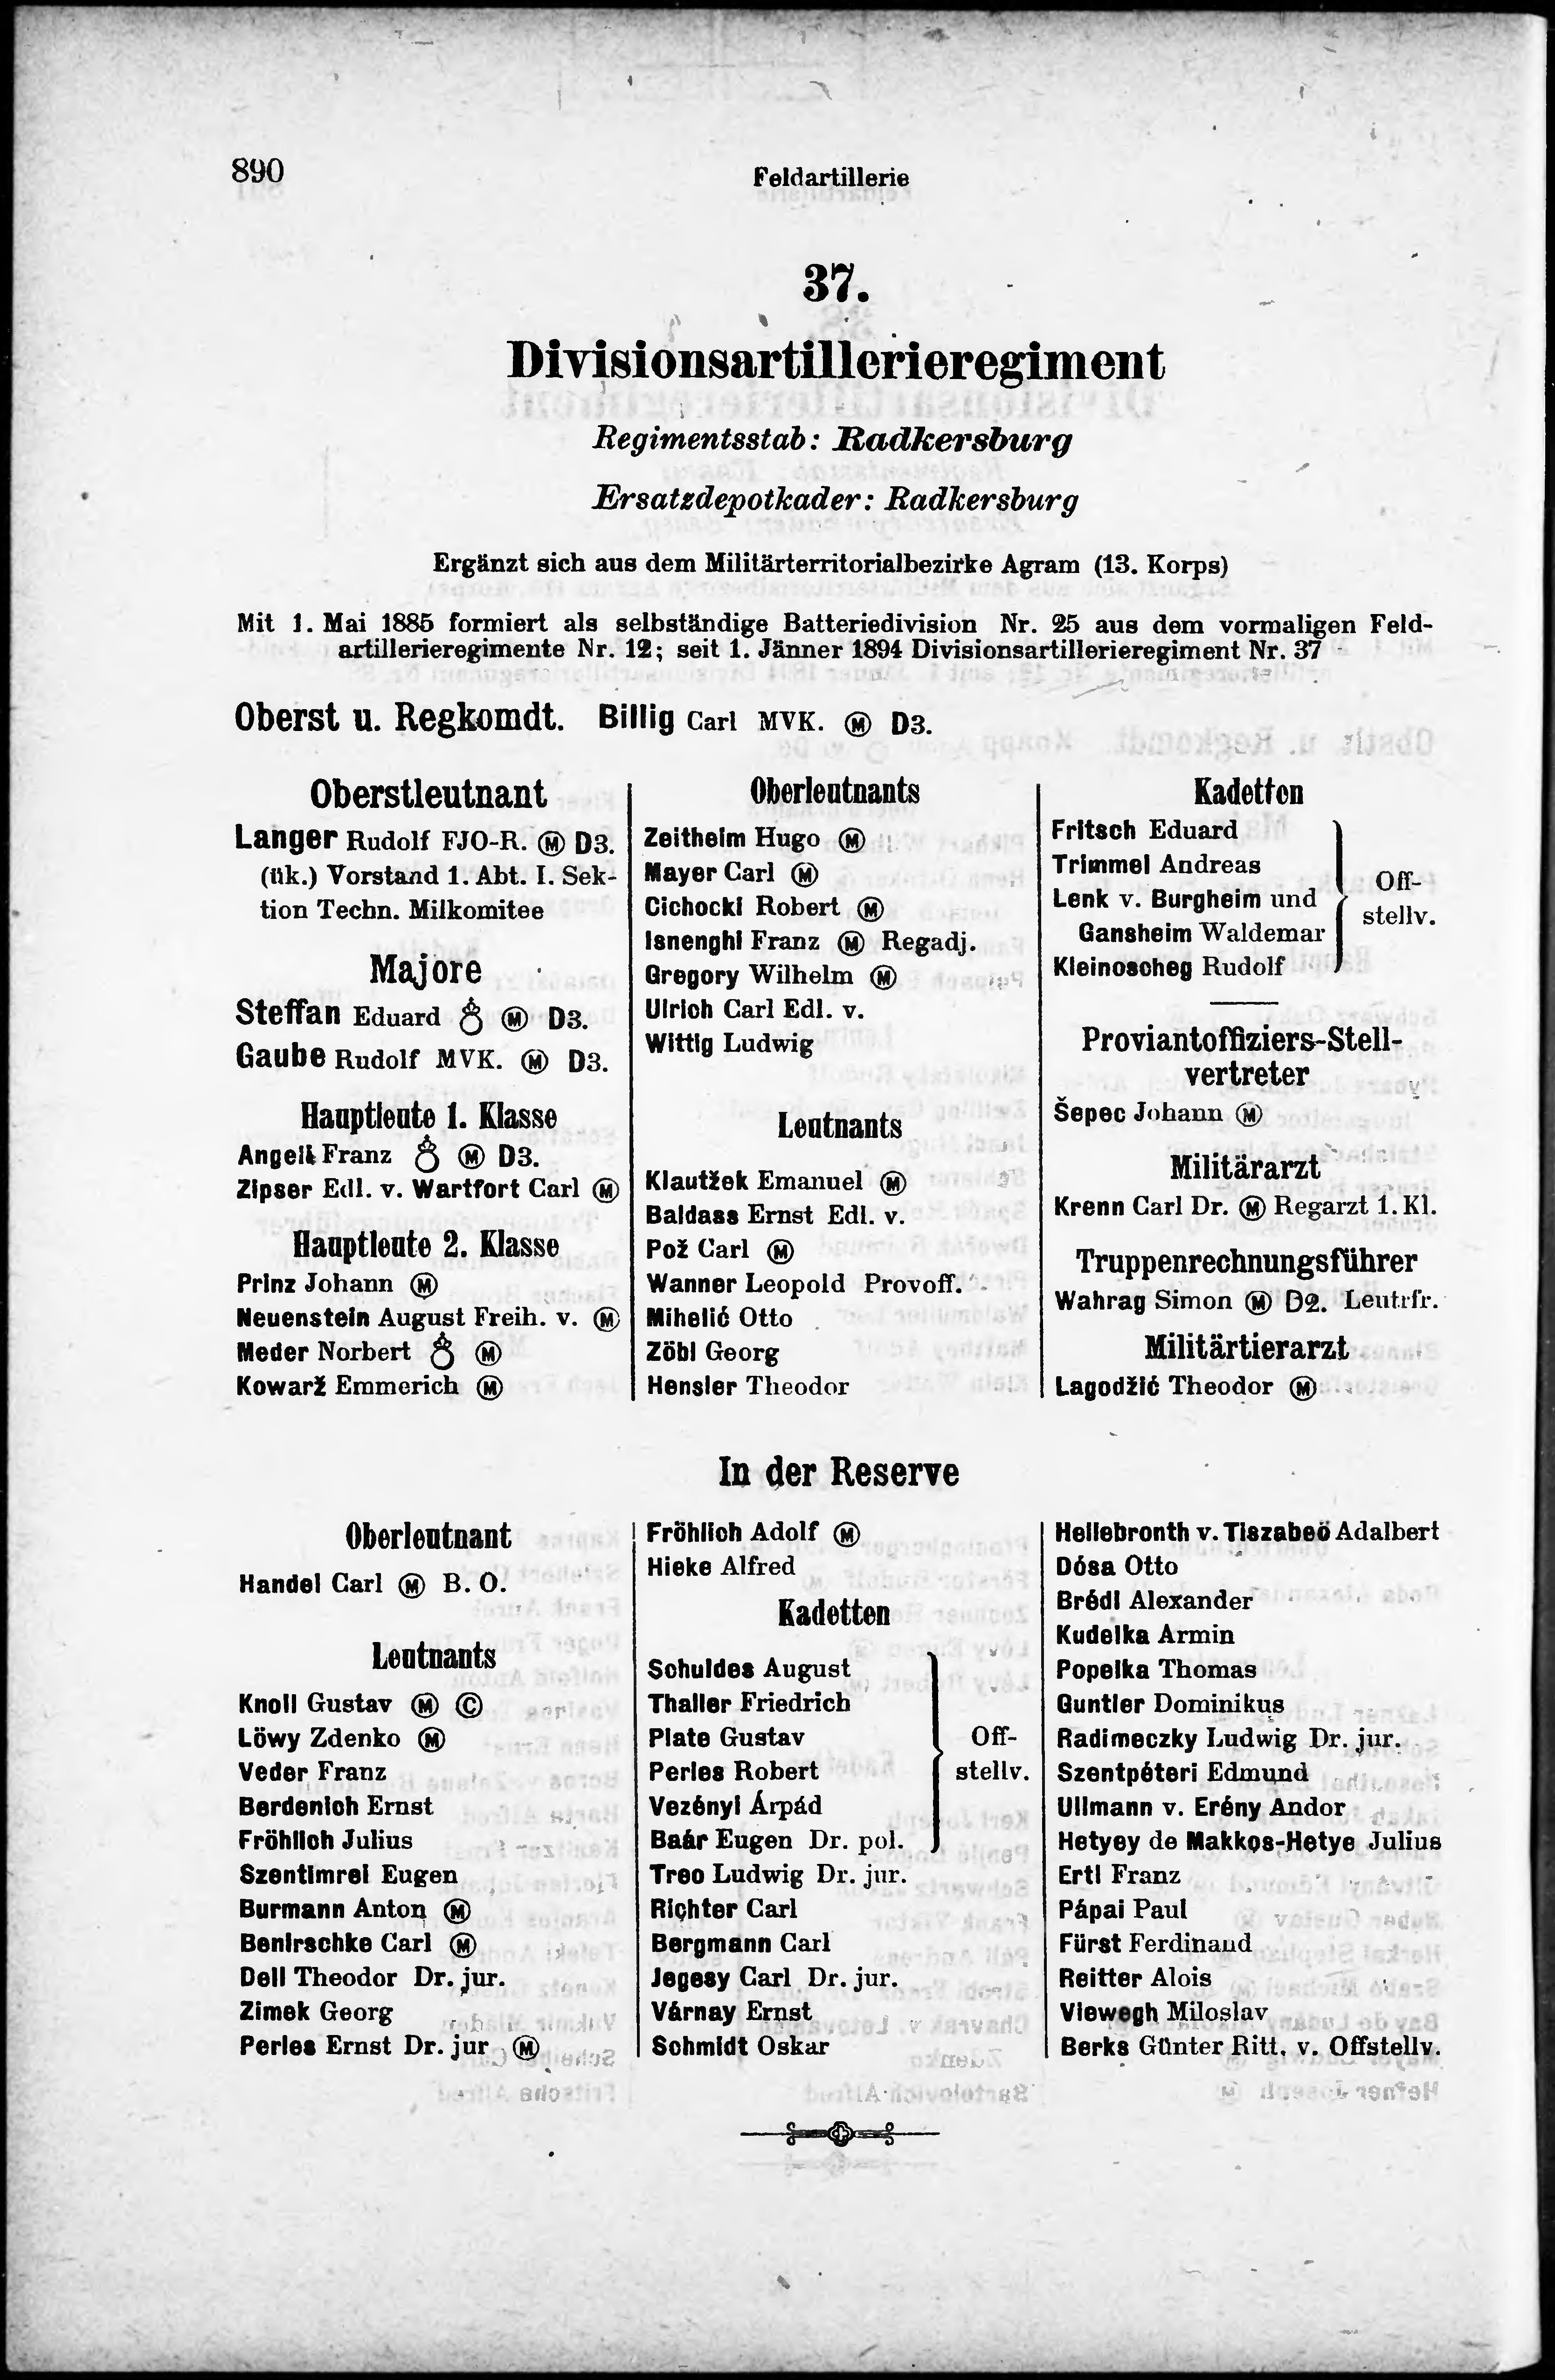 890
Feldartillerie
37.
Divisionsartillerieregiment
Regimentsstab: Radkersburg
Ersatzdepotkader: Radkersburg
Ergänzt sich aus dem Militärterritorialbezirke Agram (13. Korps)
Mit 1. Mai 1885 formiert als selbständige Batteriedivision Nr. 25 aus dem vormaligen Feld-
artillerieregimente Nr. 12; seit 1. Jänner 1894 Divisionsartillerieregiment Nr. 37
Oberst u. Regkomdt. Billig Carl MVK. Ⓜ D3.
Oberstleutnant
Langer Rudolf FJO-R. Ⓜ D3.
(ük.) Vorstand 1. Abt. I. Sek-
tion Techn. Milkomitee
Majore
Steffan Eduard Ⓜ D3.
Gaube Rudolf MVK. Ⓜ D3.
Hauptleute 1. Klasse
Angeli Franz Ⓜ D3.
Zipser Edl. v. Wartfort Carl Ⓜ
Hauptleute 2. Klasse
Prinz Johann Ⓜ
Neuenstein August Freih. v. Ⓜ
Meder Norbert Ⓜ
Kowarž Emmerich Ⓜ
Oberleutnants
Zeithelm Hugo Ⓜ
Mayer Carl Ⓜ
Cichocki Robert Ⓜ
Isnenghi Franz Ⓜ Regadj.
Gregory Wilhelm Ⓜ
Ulrich Carl Edl. v.
Wittig Ludwig
Leutnants
Klautžek Emanuel Ⓜ
Baldass Ernst Edl. v.
Pož Carl Ⓜ
Wanner Leopold Provoff.
Mihelić Otto
Zöbl Georg
Hensler Theodor
Kadetten
Fritsch Eduard
Trimmel Andreas
Lenk v. Burgheim und
Gansheim Waldemar
Kleinoscheg Rudolf
Off-
stellv.
Proviantoffiziers-Stell-
vertreter
Šepec Johann Ⓜ
Militärarzt
Krenn Carl Dr. Ⓜ Regarzt 1. Kl.
Truppenrechnungsführer
Wahrag Simon Ⓜ D2. Leutrfr.
Militärtierarzt
Lagodžić Theodor Ⓜ
In der Reserve
Oberleutnant
Handel Carl Ⓜ B. O.
Leutnants
Knoll Gustav Ⓜ Ⓒ
Löwy Zdenko Ⓜ
Veder Franz
Berdenich Ernst
Fröhlich Julius
Szentimrei Eugen
Burmann Anton Ⓜ
Benirschke Carl Ⓜ
Dell Theodor Dr. jur.
Zimek Georg
Perles Ernst Dr. jur. Ⓜ
Fröhlich Adolf Ⓜ
Hieke Alfred
Kadetten
Schuldes August
Thaller Friedrich
Plate Gustav
Perles Robert
Vezényi Árpád
Baár Eugen Dr. pol.
Off-
stellv.
Treo Ludwig Dr. jur.
Richter Carl
Bergmann Carl
Jegesy Carl Dr. jur.
Várnay Ernst
Schmidt Oskar
Hellebronth v. Tiszabeö Adalbert
Dósa Otto
Brédl Alexander
Kudelka Armin
Popelka Thomas
Guntler Dominikus
Radimeczky Ludwig Dr. jur.
Szentpéteri Edmund
Ullmann v. Erény Andor
Hetyey de Makkos-Hetye Julius
Ertl Franz
Pápai Paul
Fürst Ferdinand
Reitter Alois
Viewegh Miloslav
Berks Günter Ritt. v. Offstellv.